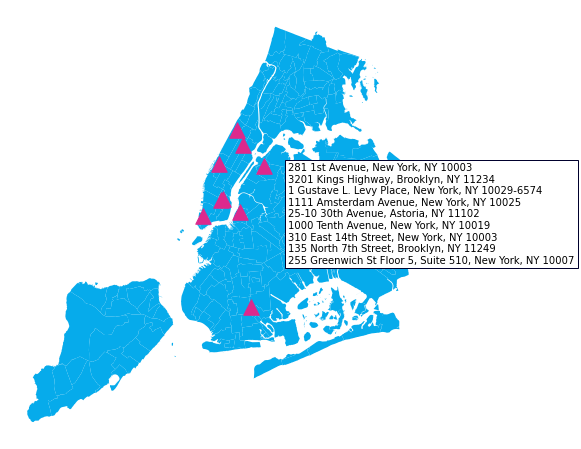 281 1st Avenue, New York, NY 10003
3201 Kings Highway, Brooklyn, NY 11234
1 Gustave L. Levy Place, New York, NY 10029-6574
1111 Amsterdam Avenue, New York, NY 10025
25-10 30th Avenue, Astoria, NY 11102
1000 Tenth Avenue, New York, NY 10019
310 East 14th Street, New York, NY 10003
135 North 7th Street, Brooklyn, NY 11249
255 Greenwich St Floor 5, Suite 510, New York, NY 10007